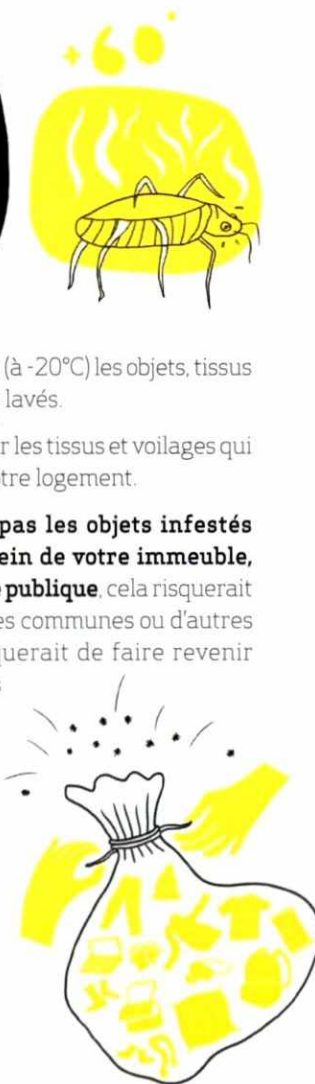 +60°
(à -20°C) les objets, tissus
lavés.
r les tissus et voilages qui
tre logement.
pas les objets infestés
ein de votre immeuble,
publique, cela risquerait
es communes ou d'autres
uerait de faire revenir